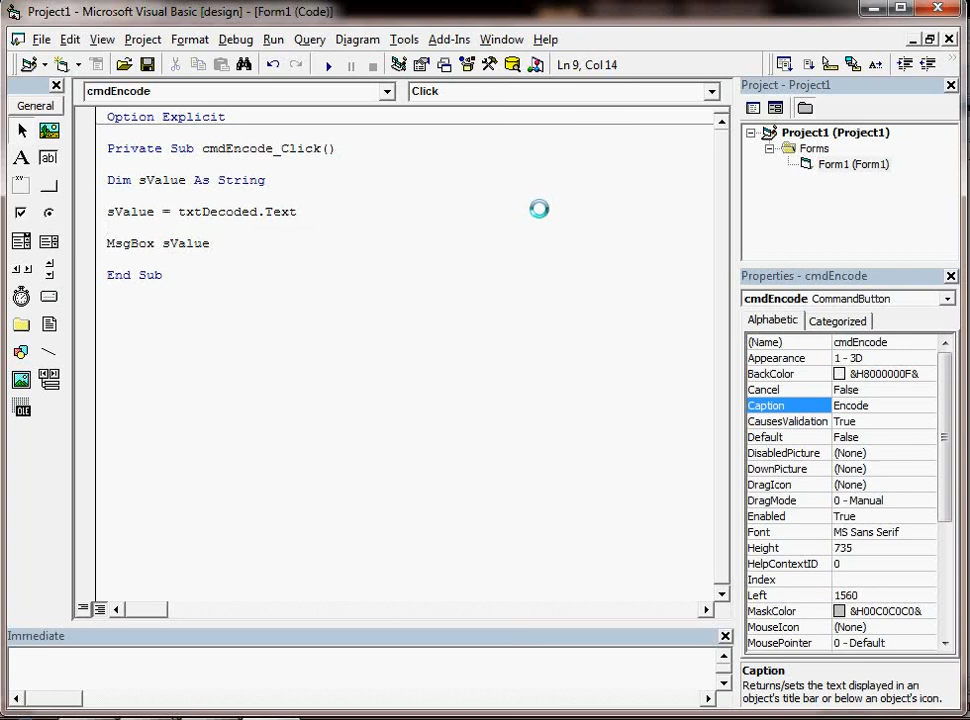 Project1 - Microsoft Visual Basic [design] - [Form1 (Code)]
File Edit View Project Format Debug Run Query Diagram Tools Add-Ins Window Help
Ln 9, Col 14
General
cmdEncode Click
Option Explicit
Private Sub cmdEncode_Click()
Dim sValue As String
sValue = txtDecoded.Text
MsgBox sValue
End Sub
Immediate
Project - Project1
Project1 (Project1)
Forms
Form1 (Form1)
Properties - cmdEncode
cmdEncode CommandButton
Alphabetic Categorized
(Name) cmdEncode
Appearance 1 - 3D
BackColor &H8000000F&
Cancel False
Caption Encode
CausesValidation True
Default False
DisabledPicture (None)
DownPicture (None)
DragIcon (None)
DragMode 0 - Manual
Enabled True
Font MS Sans Serif
Height 735
HelpContextID 0
Index
Left 1560
MaskColor &H00C0C0C0&
MouseIcon (None)
MousePointer 0 - Default
Caption
Returns/sets the text displayed in an
object's title bar or below an object's icon.